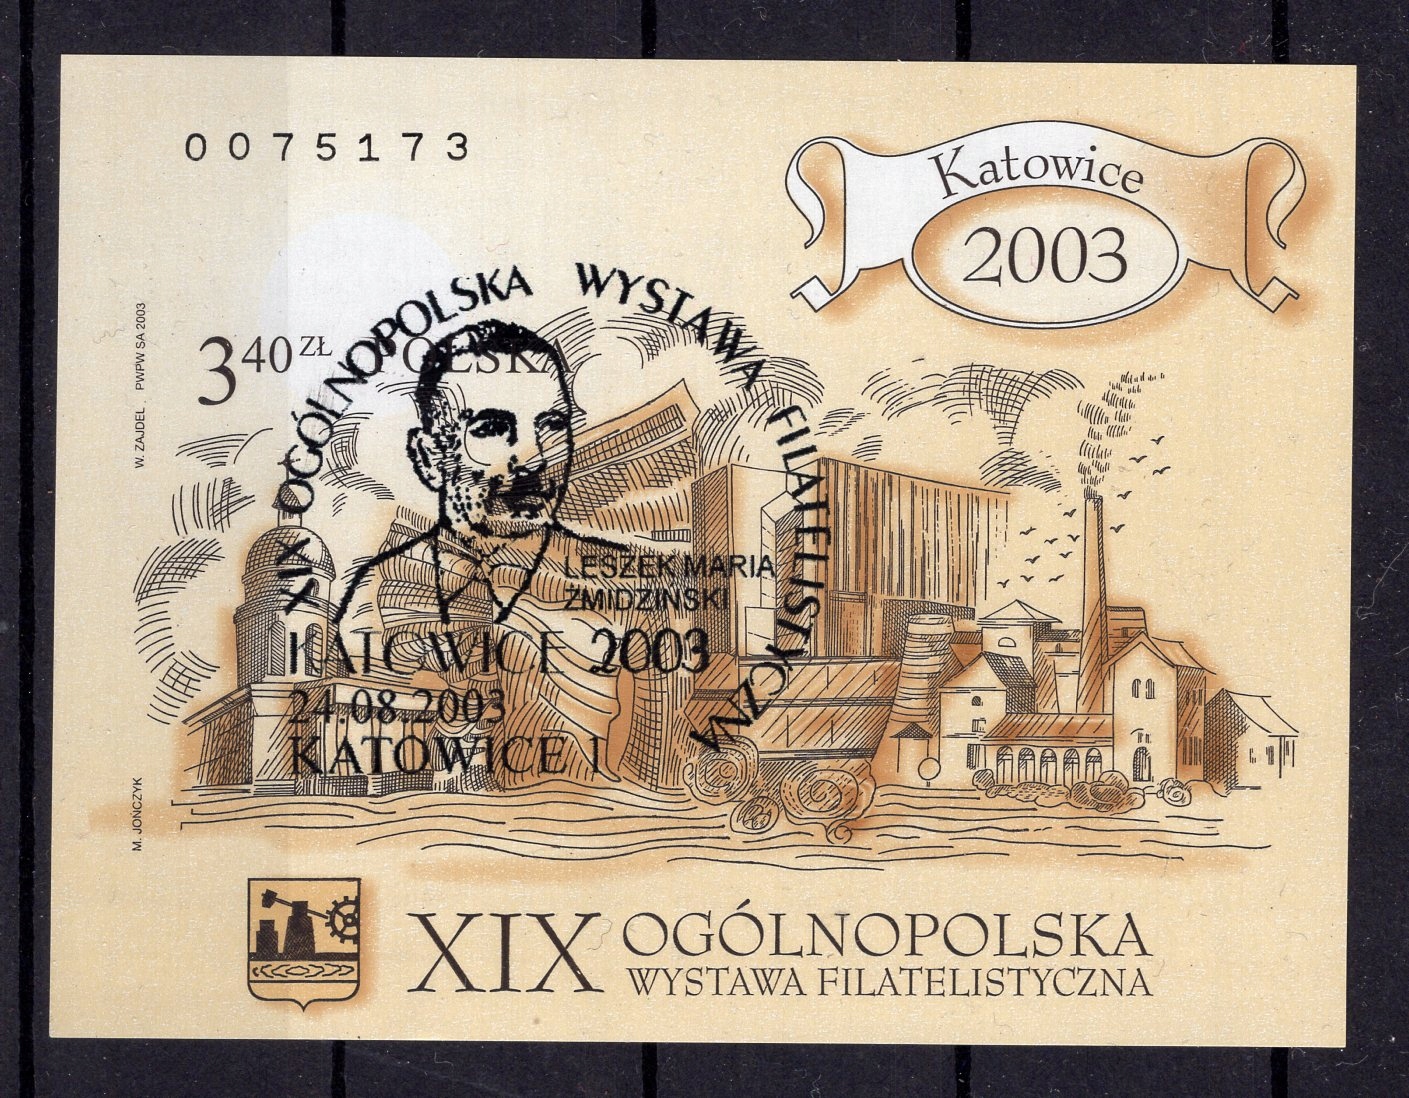 0075173
Katowice
2003
3 40 ZŁ POLSKA
W. ZAJDEL . PWPW SA 2003
M. JOŃCZYK
XIX OGÓLNOPOLSKA WYSTAWA FILATELISTYCZNA
LESZEK MARIA
ŻMIDZIŃSKI
KATOWICE 2003
24.08.2003
KATOWICE 1
XIX OGÓLNOPOLSKA
WYSTAWA FILATELISTYCZNA